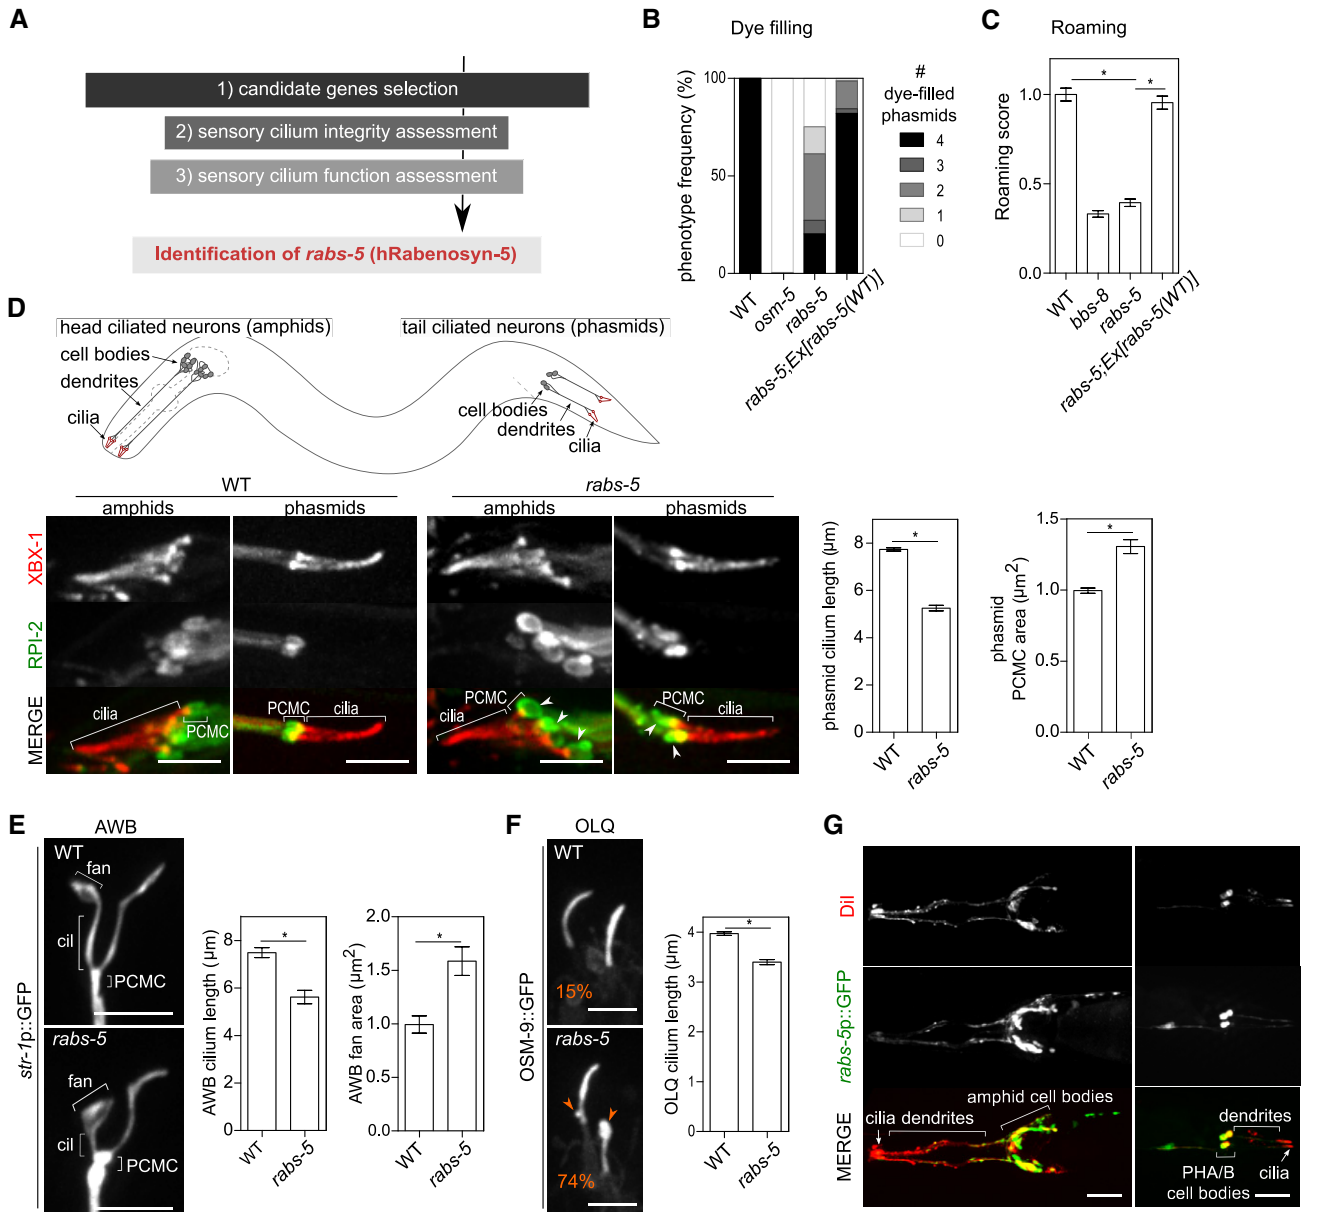 A
1) candidate genes selection
2) sensory cilium integrity assessment
3) sensory cilium function assessment
Identification of rabs-5 (hRabenosyn-5)
B
Dye filling
phenotype frequency (%)
100
50
0
WT
osm-5
rabs-5
rabs-5;Ex[rabs-5(WT)]
#
dye-filled
phasmids
4
3
2
1
0
C
Roaming
Roaming score
1.0
0.5
0.0
*
*
WT
bbs-8
rabs-5
rabs-5;Ex[rabs-5(WT)]
D
head ciliated neurons (amphids)
cell bodies
dendrites
cilia
tail ciliated neurons (phasmids)
cell bodies
dendrites
cilia
WT
amphids
phasmids
rabs-5
amphids
phasmids
XBX-1
RPI-2
MERGE
cilia
PCMC
PCMC
cilia
PCMC
cilia
PCMC
cilia
phasmid cilium length (µm)
8
6
4
2
0
*
WT
rabs-5
phasmid
PCMC area (µm2)
1.5
1.0
0.5
0.0
*
WT
rabs-5
E
AWB
str-1p::GFP
WT
fan
cil
PCMC
rabs-5
fan
cil
PCMC
AWB cilium length (µm)
8
6
4
2
0
*
WT
rabs-5
AWB fan area (µm2)
2.0
1.5
1.0
0.5
0.0
*
WT
rabs-5
F
OLQ
OSM-9::GFP
WT
15%
rabs-5
74%
OLQ cilium length (µm)
4
3
2
1
0
*
WT
rabs-5
G
DiI
rabs-5p::GFP
MERGE
amphid cell bodies
cilia dendrites
dendrites
PHA/B
cell bodies
cilia